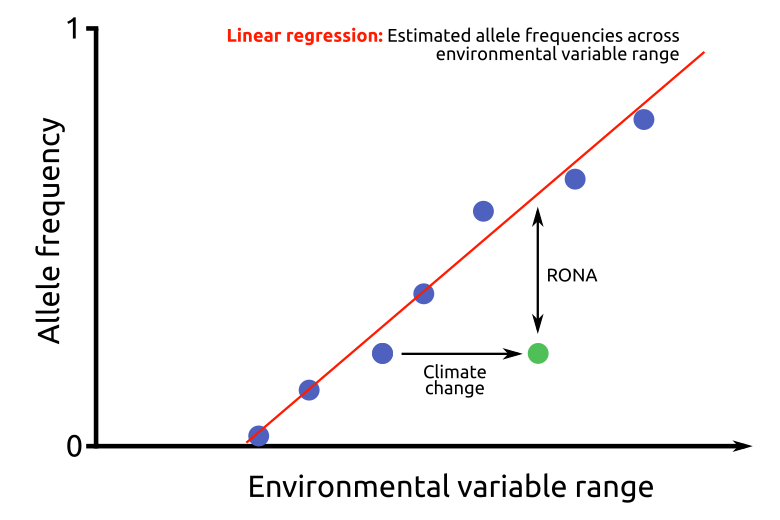 1
Linear regression: Estimated allele frequencies across
environmental variable range
Allele frequency
RONA
Climate
change
0
Environmental variable range